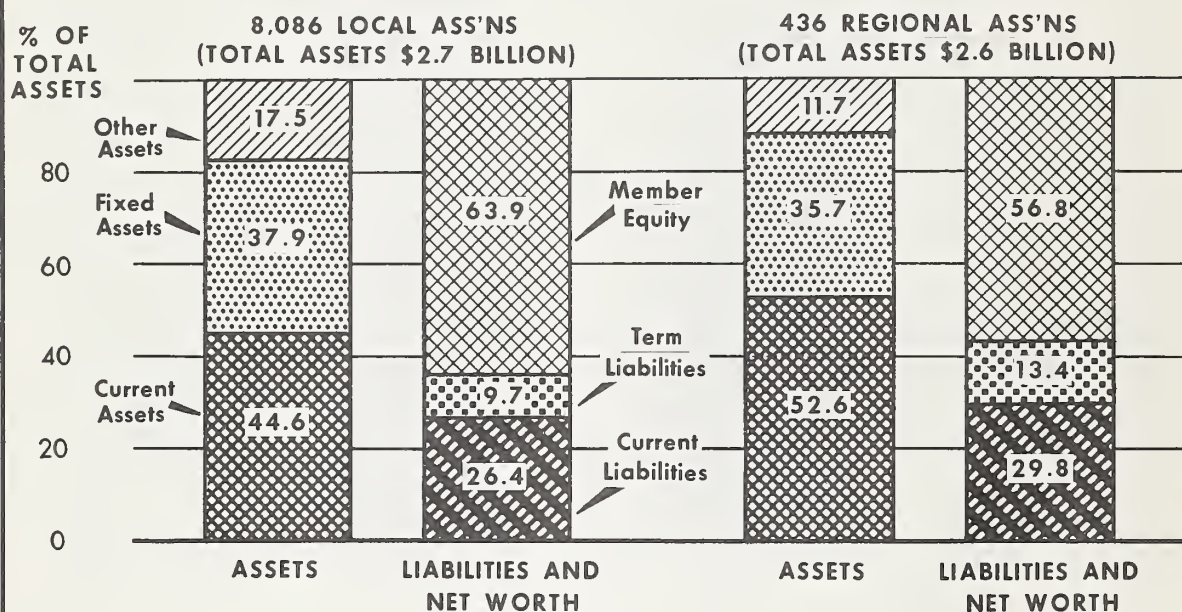 % OF
TOTAL
ASSETS
8,086 LOCAL ASS'NS
(TOTAL ASSETS $2.7 BILLION)
436 REGIONAL ASS'NS
(TOTAL ASSETS $2.6 BILLION)
80
60
40
20
0
Other
Assets
Fixed
Assets
Current
Assets
17.5
37.9
44.6
63.9
9.7
26.4
Member
Equity
Term
Liabilities
Current
Liabilities
11.7
35.7
52.6
56.8
13.4
29.8
ASSETS
LIABILITIES AND
NET WORTH
ASSETS
LIABILITIES AND
NET WORTH